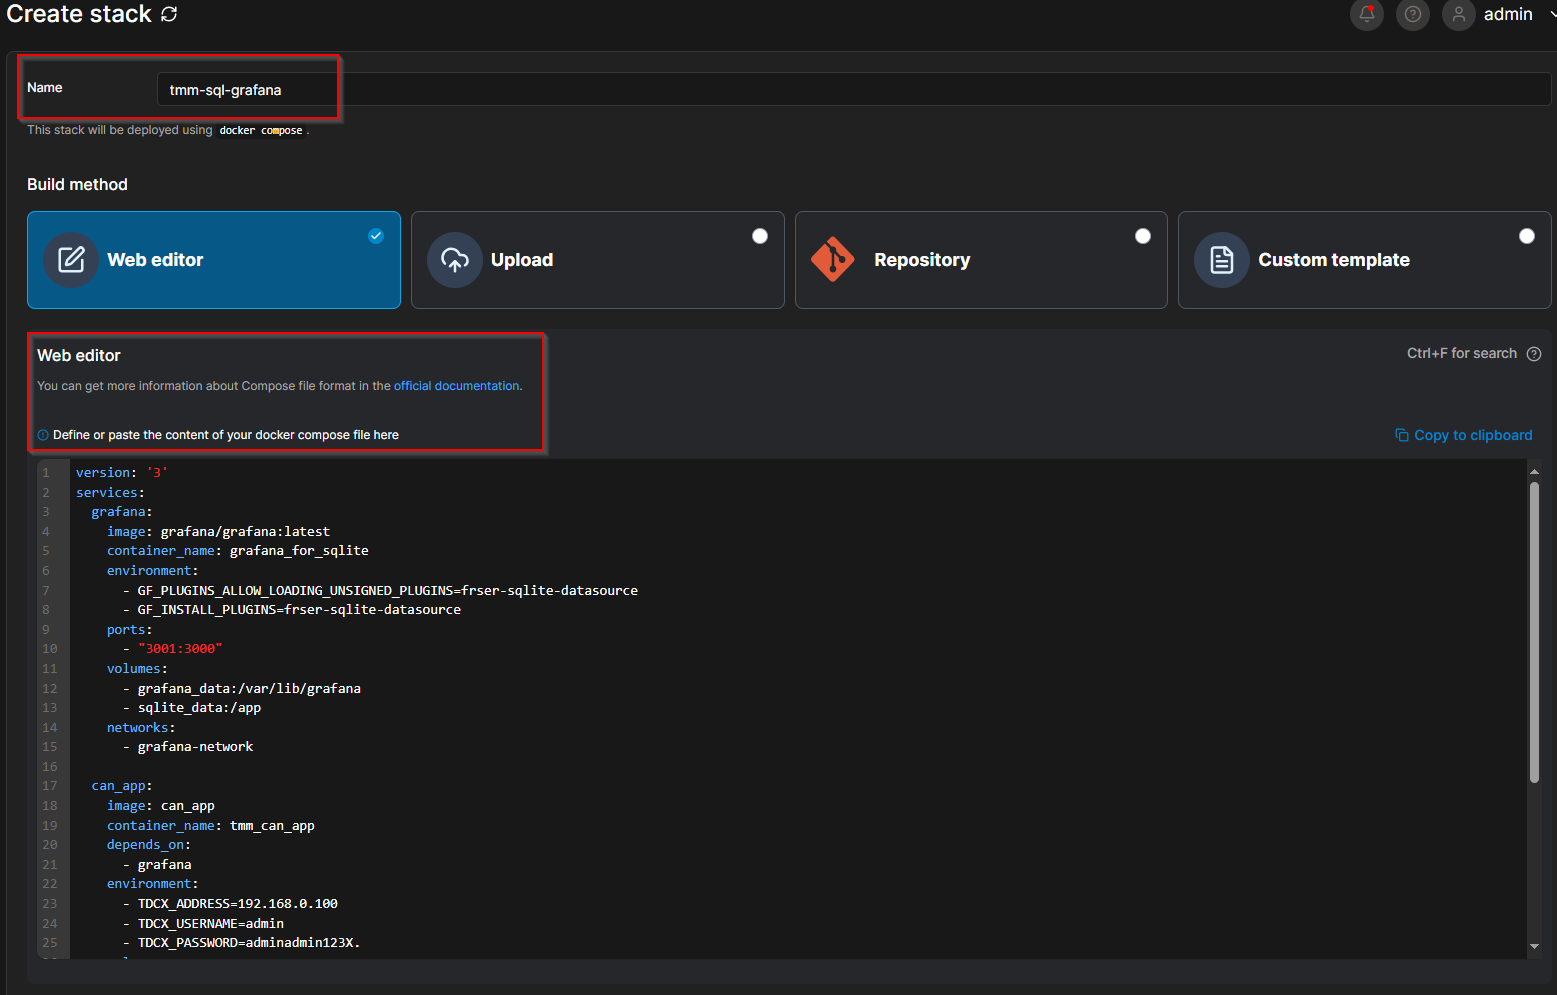 Create stack
admin
Name
tmm-sql-grafana
This stack will be deployed using docker compose .
Build method
Web editor
Upload
Repository
Custom template
Web editor
Ctrl+F for search
You can get more information about Compose file format in the official documentation.
Define or paste the content of your docker compose file here
Copy to clipboard
1 version: '3'
2 services:
3 grafana:
4 image: grafana/grafana:latest
5 container_name: grafana_for_sqlite
6 environment:
7 - GF_PLUGINS_ALLOW_LOADING_UNSIGNED_PLUGINS=frser-sqlite-datasource
8 - GF_INSTALL_PLUGINS=frser-sqlite-datasource
9 ports:
10 - "3001:3000"
11 volumes:
12 - grafana_data:/var/lib/grafana
13 - sqlite_data:/app
14 networks:
15 - grafana-network
16
17 can_app:
18 image: can_app
19 container_name: tmm_can_app
20 depends_on:
21 - grafana
22 environment:
23 - TDCX_ADDRESS=192.168.0.100
24 - TDCX_USERNAME=admin
25 - TDCX_PASSWORD=adminadmin123X.